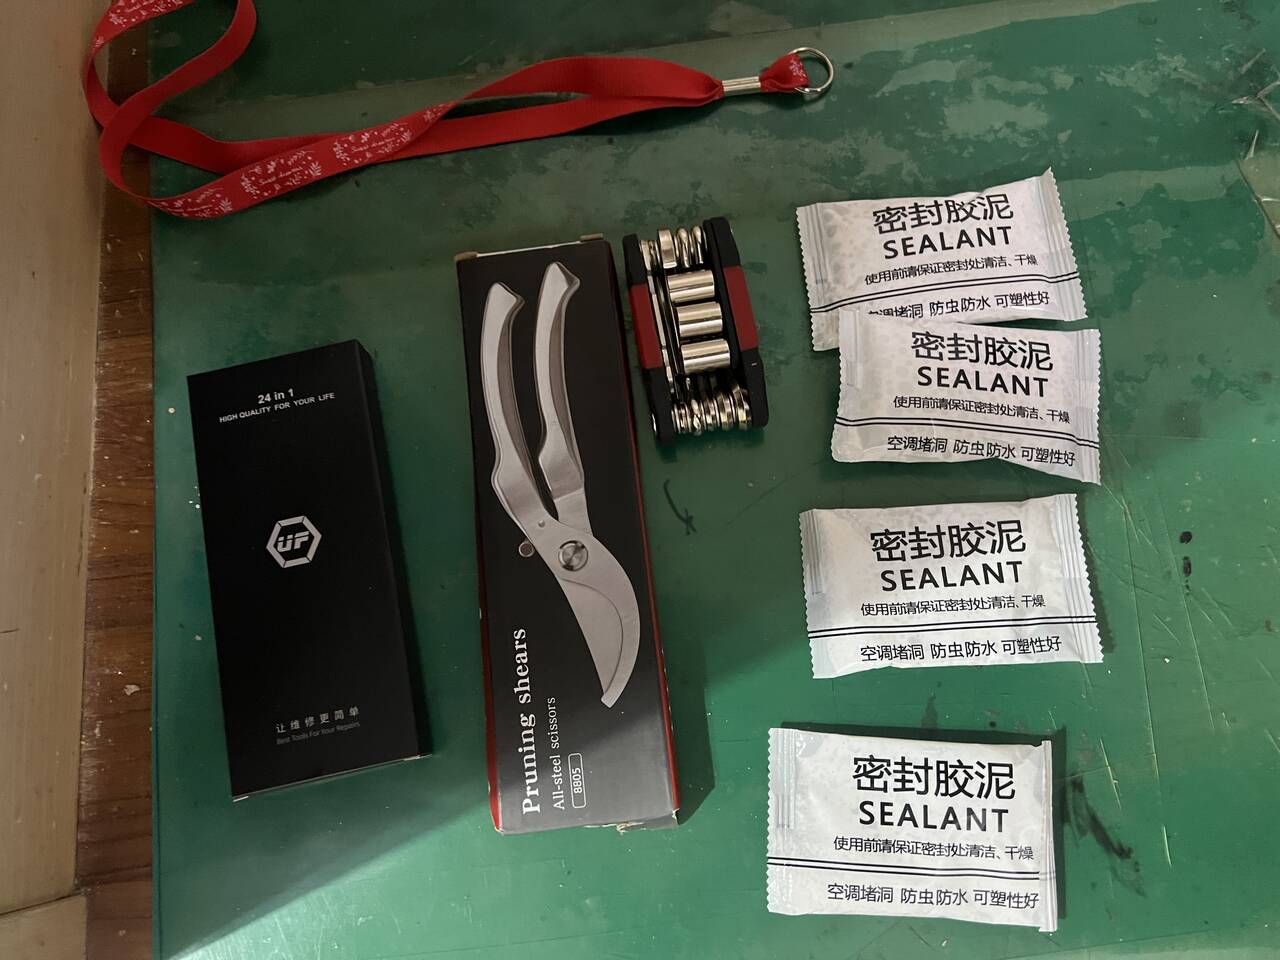 24 in 1
HIGH QUALITY FOR YOUR LIFE
UF
让维修更简单
Best Tools For Your Repairs
Pruning shears
All-steel scissors
8805
密封胶泥
SEALANT
使用前请保证密封处清洁、干燥
空调堵洞 防虫防水 可塑性好
密封胶泥
SEALANT
使用前请保证密封处清洁、干燥
空调堵洞 防虫防水 可塑性好
密封胶泥
SEALANT
使用前请保证密封处清洁、干燥
空调堵洞 防虫防水 可塑性好
密封胶泥
SEALANT
使用前请保证密封处清洁、干燥
空调堵洞 防虫防水 可塑性好